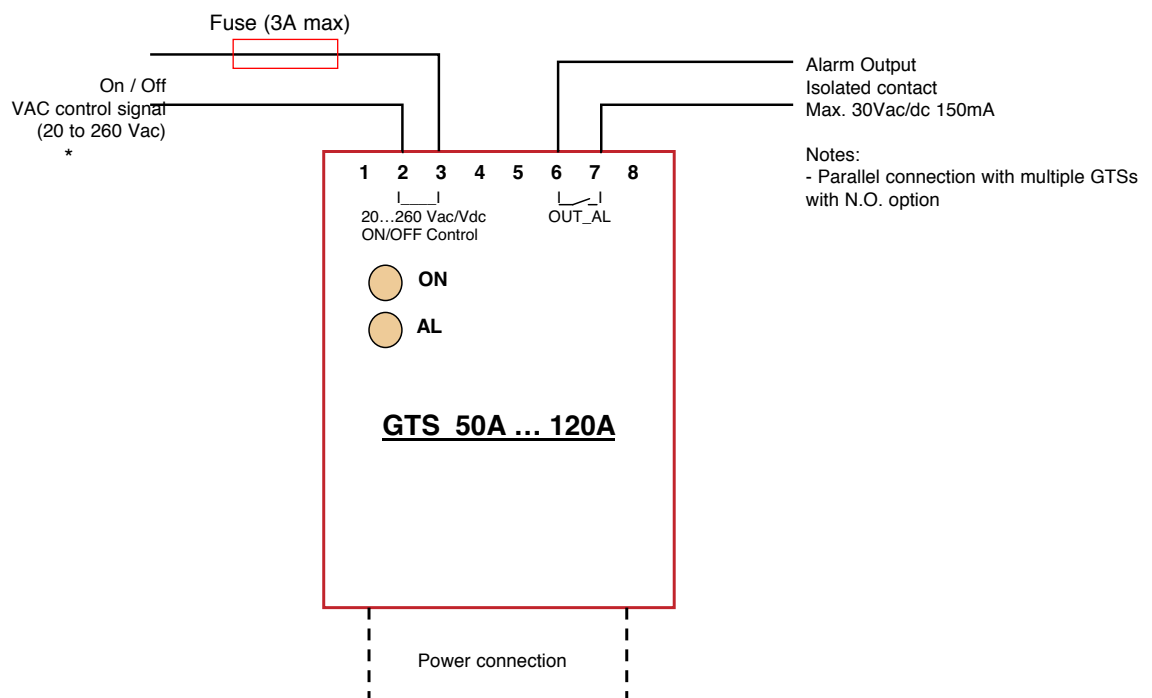 Fuse (3A max)
On / Off
VAC control signal
(20 to 260 Vac)
*
Alarm Output
Isolated contact
Max. 30Vac/dc 150mA
Notes:
- Parallel connection with multiple GTSs
with N.O. option
1 2 3 4 5 6 7 8
20…260 Vac/Vdc
ON/OFF Control
OUT_AL
ON
AL
GTS 50A … 120A
Power connection